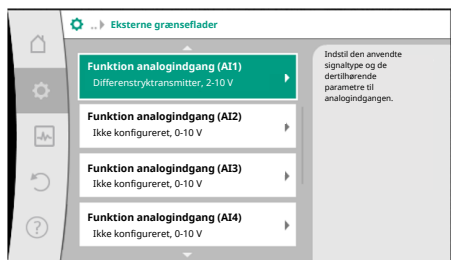 .. Eksterne grænseflader
Funktion analogindgang (AI1)
Differenstryktransmitter, 2-10 V
Funktion analogindgang (AI2)
Ikke konfigureret, 0-10 V
Funktion analogindgang (AI3)
Ikke konfigureret, 0-10 V
Funktion analogindgang (AI4)
Ikke konfigureret, 0-10 V
Indstil den anvendte
signaltype og de
dertilhørende
parametre til
analogindgangen.